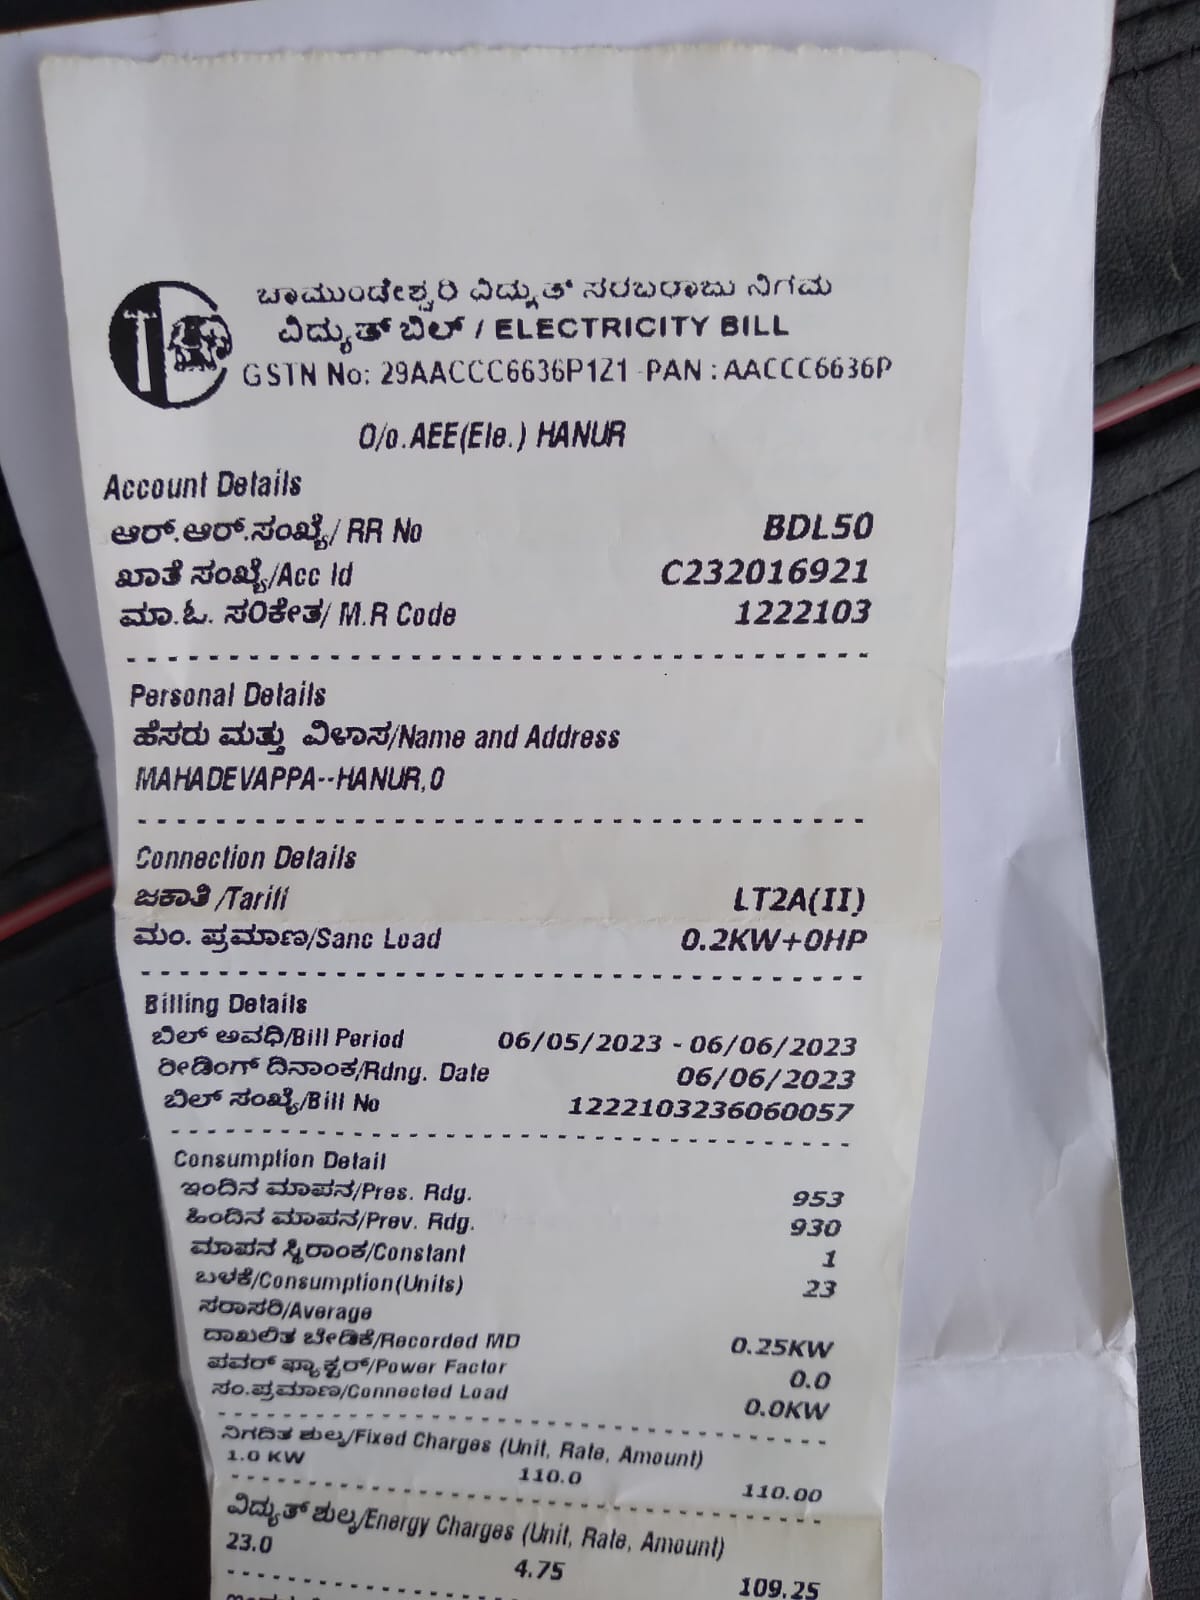 ಚಾಮುಂಡೇಶ್ವರಿ ವಿದ್ಯುತ್ ಸರಬರಾಜು ನಿಗಮ
ವಿದ್ಯುತ್ ಬಿಲ್ / ELECTRICITY BILL
GSTN No: 29AACCC6636P1Z1 PAN : AACCC6636P
O/o.AEE(Ele.) HANUR
Account Details
ಆರ್.ಆರ್.ಸಂಖ್ಯೆ/ RR No BDL50
ಖಾತೆ ಸಂಖ್ಯೆ/Acc Id C232016921
ಮಾ.ಓ. ಸಂಕೇತ/ M.R Code 1222103
Personal Details
ಹೆಸರು ಮತ್ತು ವಿಳಾಸ/Name and Address
MAHADEVAPPA--HANUR,0
Connection Details
ಜಕಾತಿ /Tariff LT2A(II)
ಮಂ. ಪ್ರಮಾಣ/Sanc Load 0.2KW+0HP
Billing Details
ಬಿಲ್ ಅವಧಿ/Bill Period 06/05/2023 - 06/06/2023
ರೀಡಿಂಗ್ ದಿನಾಂಕ/Rdng. Date 06/06/2023
ಬಿಲ್ ಸಂಖ್ಯೆ/Bill No 1222103236060057
Consumption Detail
ಇಂದಿನ ಮಾಪನ/Pres. Rdg. 953
ಹಿಂದಿನ ಮಾಪನ/Prev. Rdg. 930
ಮಾಪನ ಸ್ಥಿರಾಂಕ/Constant 1
ಬಳಕೆ/Consumption(Units) 23
ಸರಾಸರಿ/Average
ದಾಖಲಿತ ಬೇಡಿಕೆ/Recorded MD 0.25KW
ಪವರ್ ಫ್ಯಾಕ್ಟರ್/Power Factor 0.0
ಸಂ.ಪ್ರಮಾಣ/Connected Load 0.0KW
ನಿಗದಿತ ಶುಲ್ಕ/Fixed Charges (Unit, Rate, Amount)
1.0 KW 110.0 110.00
ವಿದ್ಯುತ್ ಶುಲ್ಕ/Energy Charges (Unit, Rate, Amount)
23.0 4.75 109.25